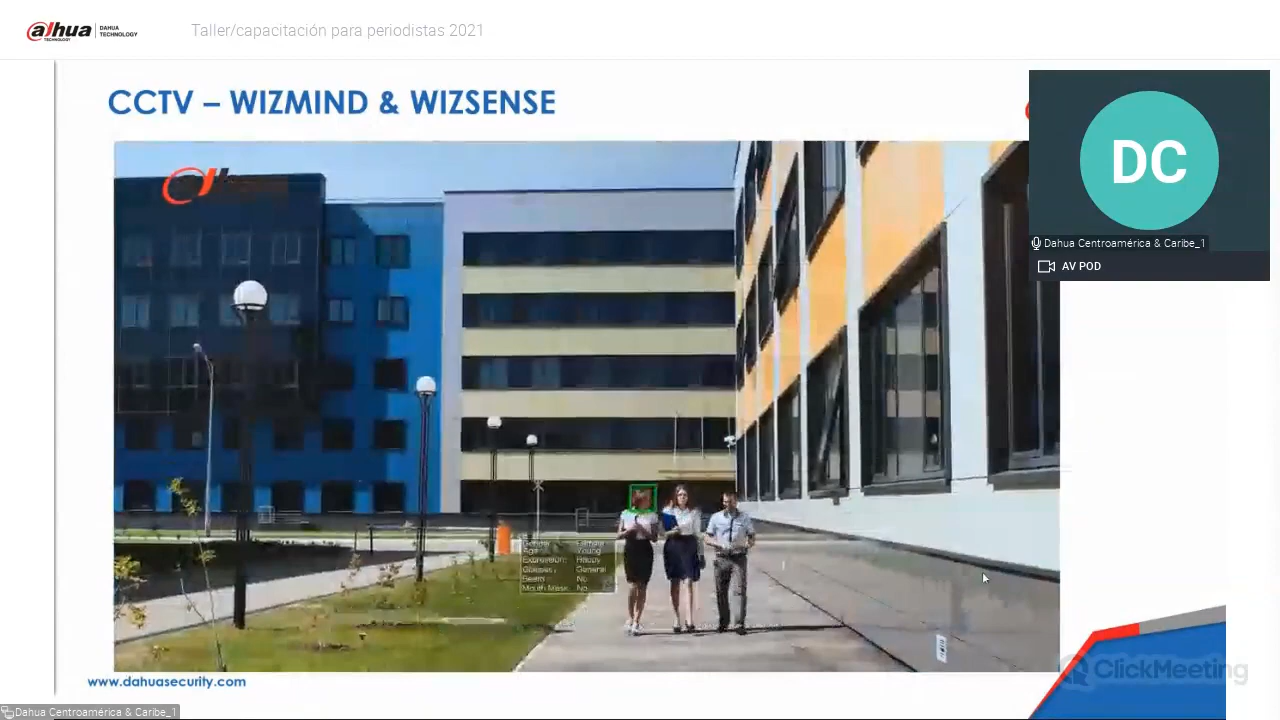 alhua
TECHNOLOGY
DAHUA
TECHNOLOGY
Taller/capacitación para periodistas 2021
CCTV – WIZMIND & WIZSENSE
DC
Dahua Centroamérica & Caribe_1
AV POD
Gender: Female
Age: Young
Expression: Happy
Glasses: General
Beard: No
Mouth Mask: No
www.dahuasecurity.com
ClickMeeting
Dahua Centroamérica & Caribe_1